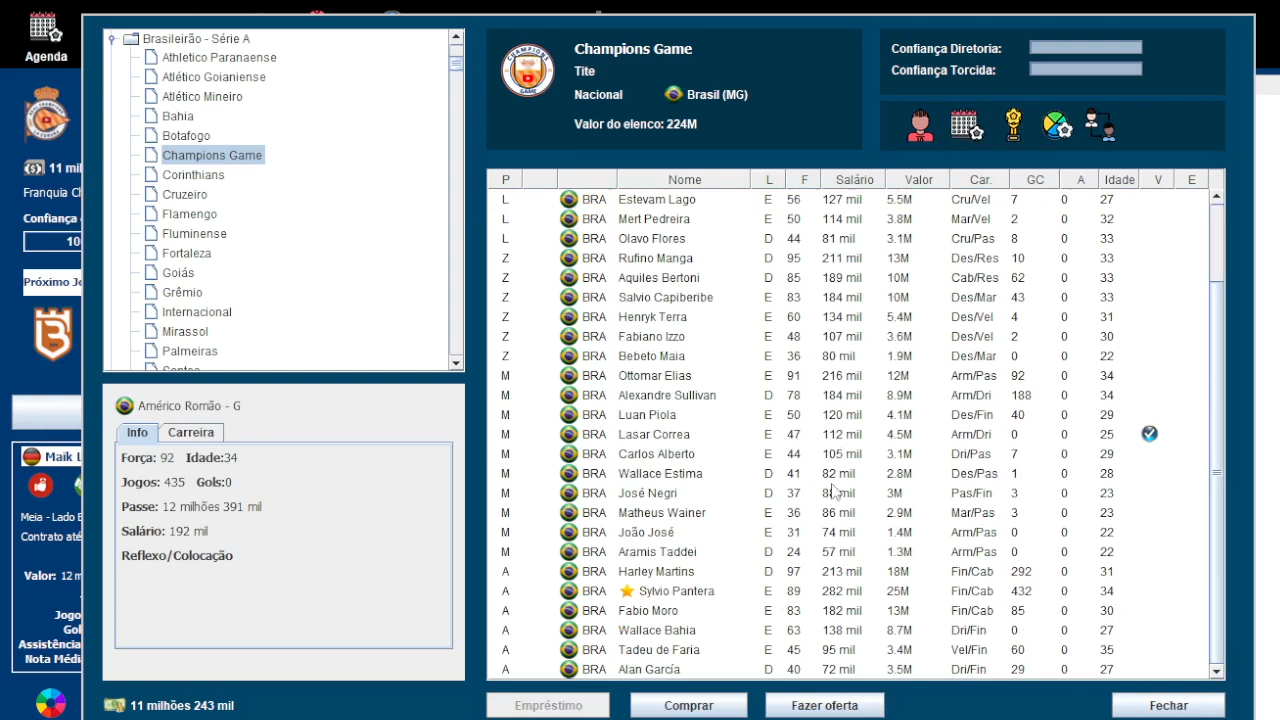 Agenda
11 mil
Franquia Ch
Confiança
10
Próximo Jo
Maik L
Meia - Lado E
Contrato até
Valor: 12 m
Jogo
Gol
Assistência
Nota Médi
Brasileirão - Série A
Athletico Paranaense
Atlético Goianiense
Atlético Mineiro
Bahia
Botafogo
Champions Game
Corinthians
Cruzeiro
Flamengo
Fluminense
Fortaleza
Goiás
Grêmio
Internacional
Mirassol
Palmeiras
Américo Romão - G
Info Carreira
Força: 92 Idade:34
Jogos: 435 Gols:0
Passe: 12 milhões 391 mil
Salário: 192 mil
Reflexo/Colocação
11 milhões 243 mil
CHAMPIONS GAME
Champions Game
Tite
Nacional Brasil (MG)
Valor do elenco: 224M
Confiança Diretoria:
Confiança Torcida:
P Nome L F Salário Valor Car. GC A Idade V E
L BRA Estevam Lago E 56 127 mil 5.5M Cru/Vel 7 0 27
L BRA Mert Pedreira E 50 114 mil 3.8M Mar/Vel 2 0 32
L BRA Olavo Flores D 44 81 mil 3.1M Cru/Pas 8 0 33
Z BRA Rufino Manga D 95 211 mil 13M Des/Res 10 0 33
Z BRA Aquiles Bertoni D 85 189 mil 10M Cab/Res 62 0 33
Z BRA Salvio Capiberibe E 83 184 mil 10M Des/Mar 43 0 33
Z BRA Henryk Terra E 60 134 mil 5.4M Des/Vel 4 0 31
Z BRA Fabiano Izzo E 48 107 mil 3.6M Des/Vel 2 0 30
Z BRA Bebeto Maia E 36 80 mil 1.9M Des/Mar 0 0 22
M BRA Ottomar Elias E 91 216 mil 12M Arm/Pas 92 0 34
M BRA Alexandre Sullivan D 78 184 mil 8.9M Arm/Dri 188 0 34
M BRA Luan Piola E 50 120 mil 4.1M Des/Fin 40 0 29
M BRA Lasar Correa E 47 112 mil 4.5M Arm/Dri 0 0 25
M BRA Carlos Alberto E 44 105 mil 3.1M Dri/Pas 7 0 29
M BRA Wallace Estima D 41 82 mil 2.8M Des/Pas 1 0 28
M BRA José Negri D 37 mil 3M Pas/Fin 3 0 23
M BRA Matheus Wainer E 36 86 mil 2.9M Mar/Pas 3 0 23
M BRA João José E 31 74 mil 1.4M Arm/Pas 0 0 22
M BRA Aramis Taddei D 24 57 mil 1.3M Arm/Pas 0 0 22
A BRA Harley Martins D 97 213 mil 18M Fin/Cab 292 0 31
A BRA Sylvio Pantera E 89 282 mil 25M Fin/Cab 432 0 34
A BRA Fabio Moro E 83 182 mil 13M Fin/Cab 85 0 30
A BRA Wallace Bahia E 63 138 mil 8.7M Dri/Fin 0 0 27
A BRA Tadeu de Faria E 45 95 mil 3.4M Vel/Fin 60 0 35
A BRA Alan García D 40 72 mil 3.5M Dri/Fin 29 0 27
Empréstimo Comprar Fazer oferta Fechar